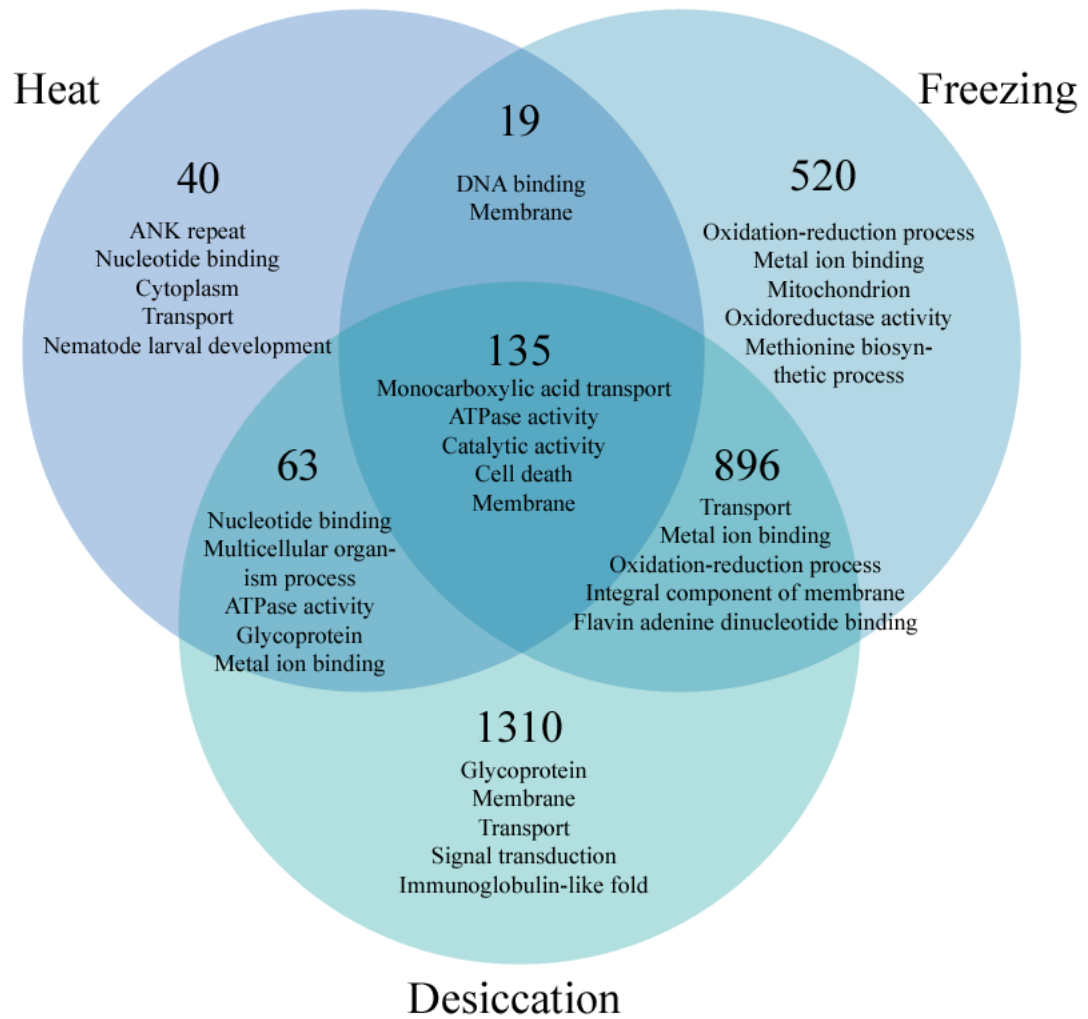 Heat
Freezing
19
DNA binding
Membrane
40
ANK repeat
Nucleotide binding
Cytoplasm
Transport
Nematode larval development
520
Oxidation-reduction process
Metal ion binding
Mitochondrion
Oxidoreductase activity
Methionine biosyn-
thetic process
135
Monocarboxylic acid transport
ATPase activity
Catalytic activity
Cell death
Membrane
63
Nucleotide binding
Multicellular organ-
ism process
ATPase activity
Glycoprotein
Metal ion binding
896
Transport
Metal ion binding
Oxidation-reduction process
Integral component of membrane
Flavin adenine dinucleotide binding
1310
Glycoprotein
Membrane
Transport
Signal transduction
Immunoglobulin-like fold
Desiccation